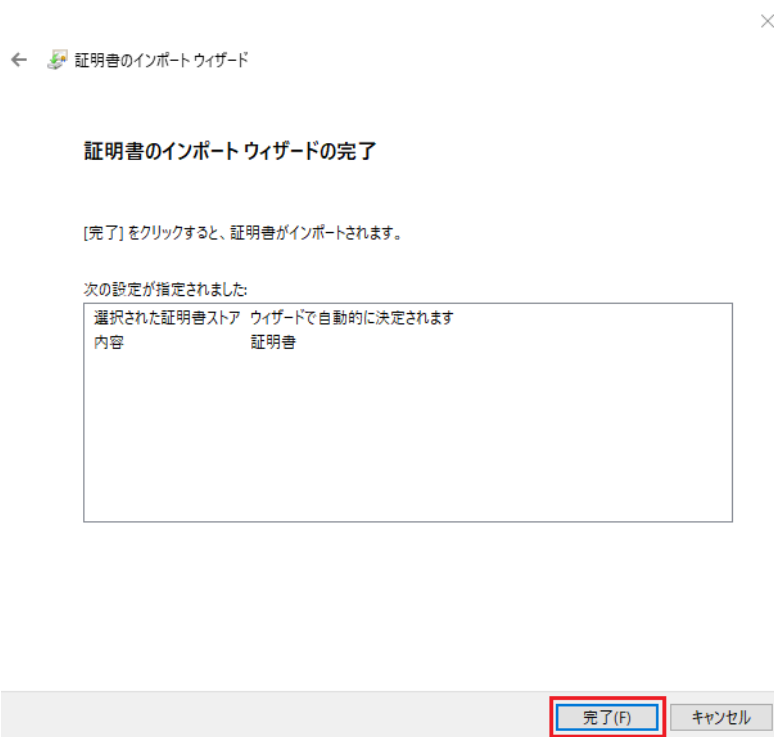 証明書のインポート ウィザード
証明書のインポート ウィザードの完了
[完了] をクリックすると、証明書がインポートされます。
次の設定が指定されました:
選択された証明書ストア ウィザードで自動的に決定されます
内容 証明書
完了(F) キャンセル